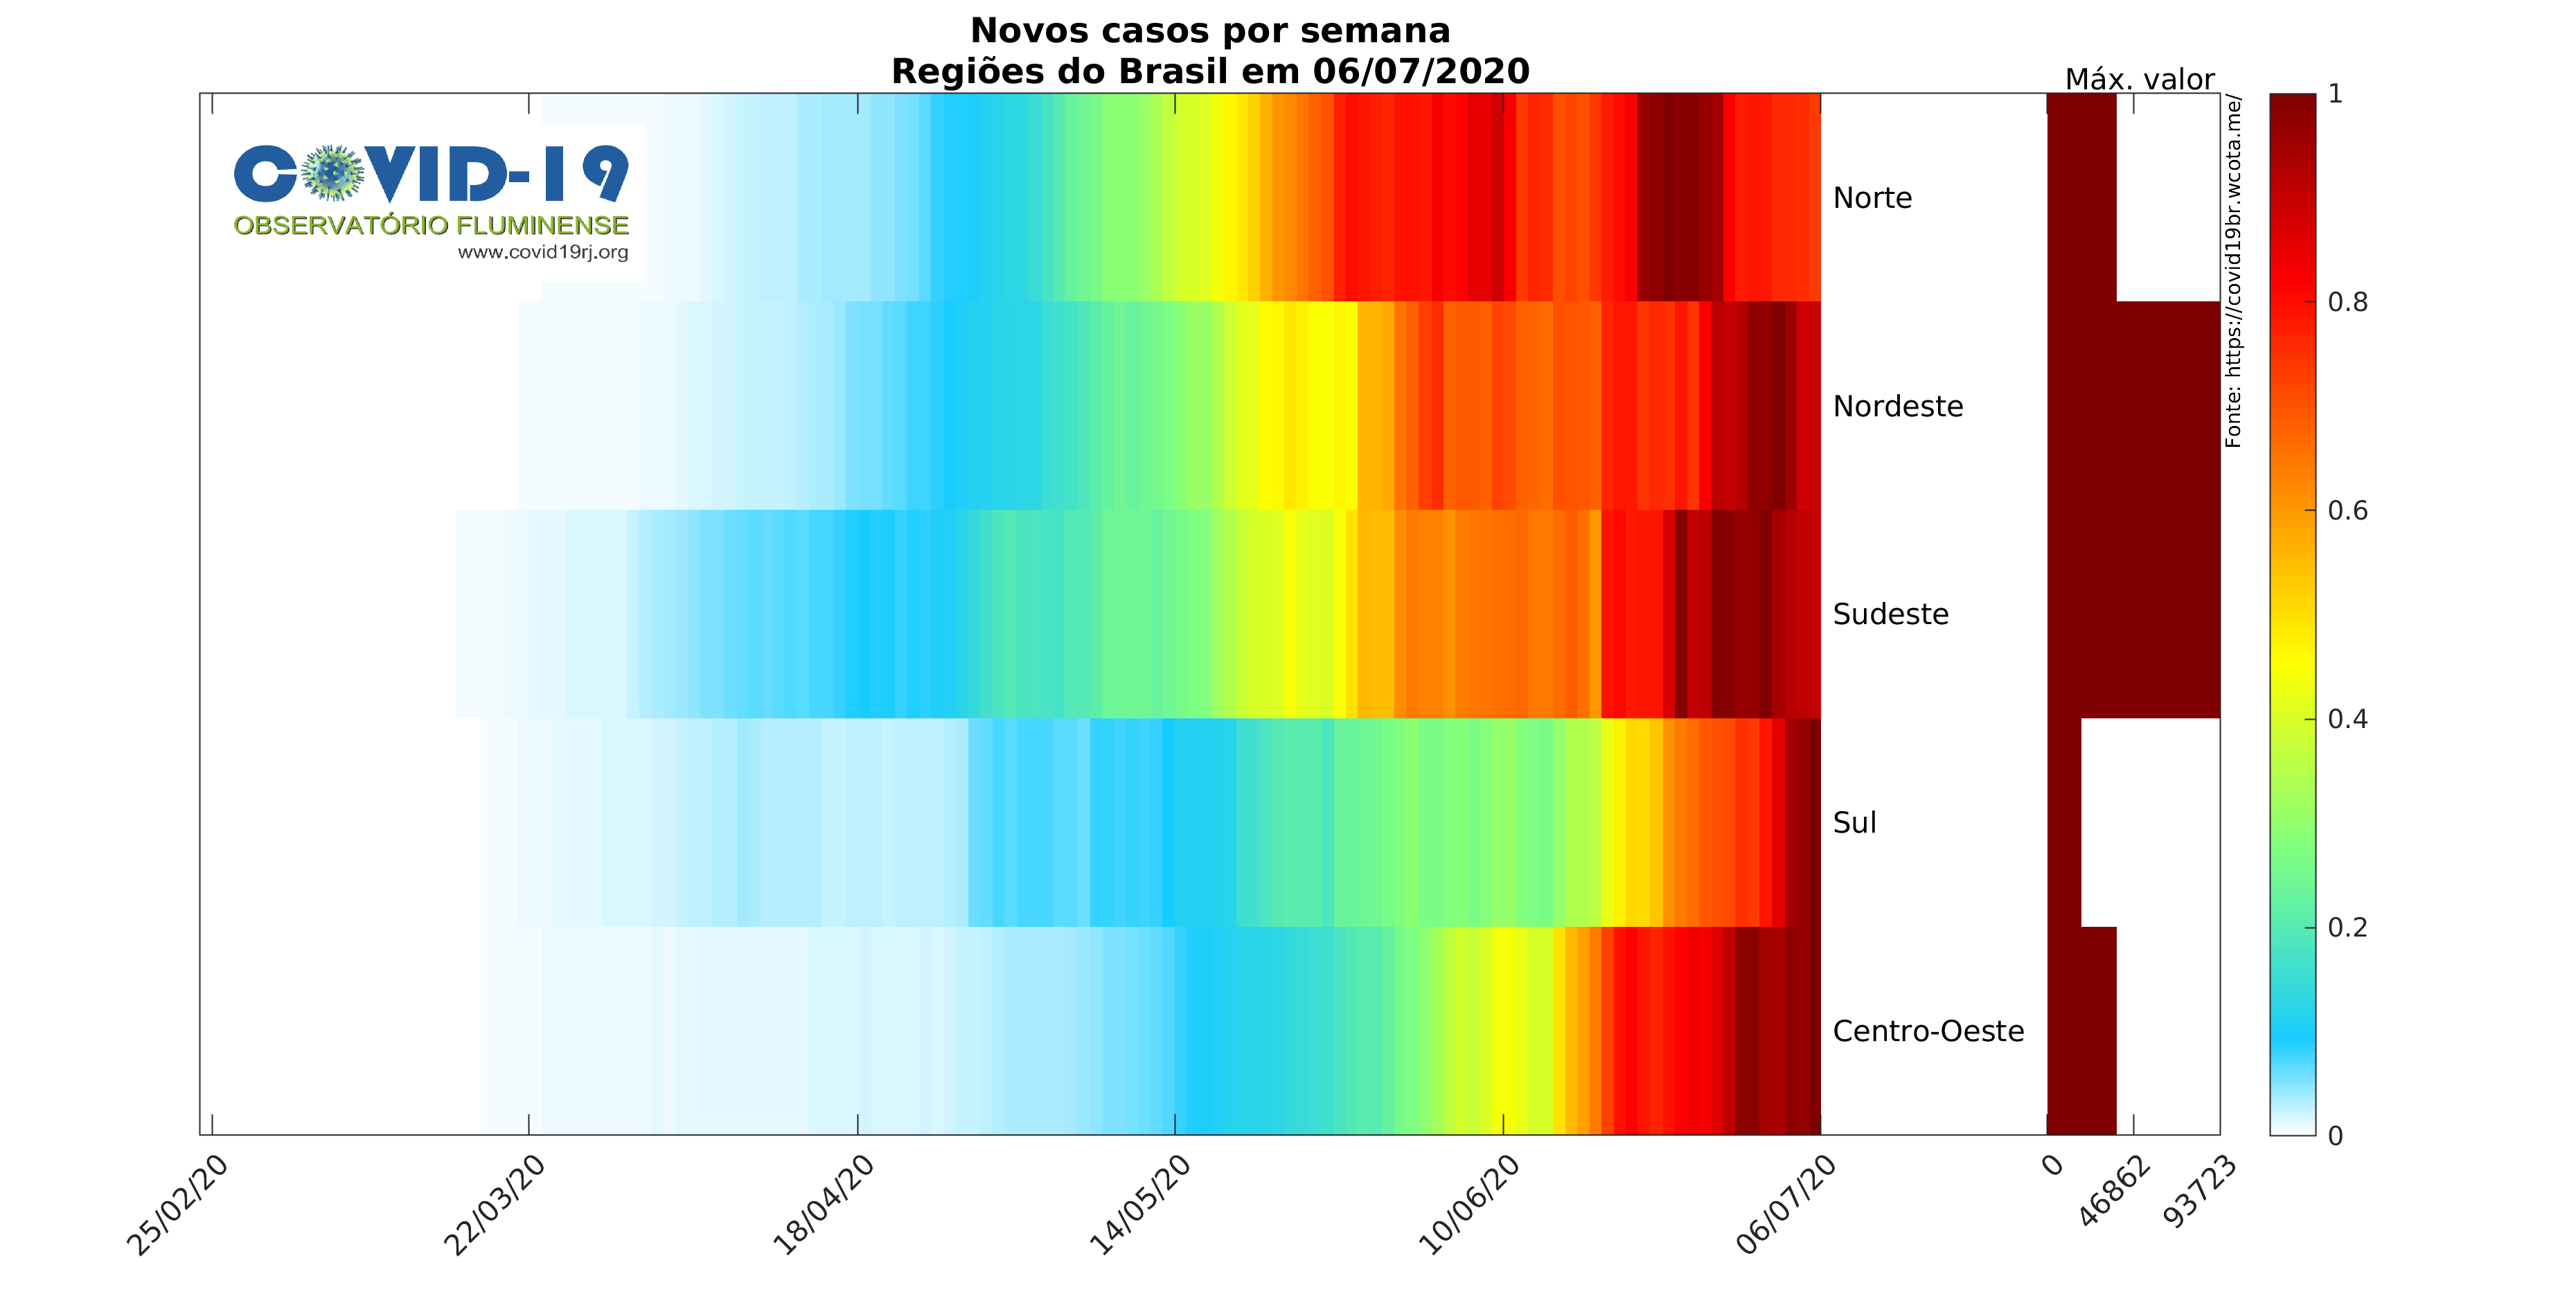 Novos casos por semana
Regiões do Brasil em 06/07/2020
Máx. valor
COVID-19
OBSERVATÓRIO FLUMINENSE
www.covid19rj.org
Norte
Nordeste
Sudeste
Sul
Centro-Oeste
Fonte: https://covid19br.wcota.me/
1
0.8
0.6
0.4
0.2
0
25/02/20
22/03/20
18/04/20
14/05/20
10/06/20
06/07/20
0
46862
93723